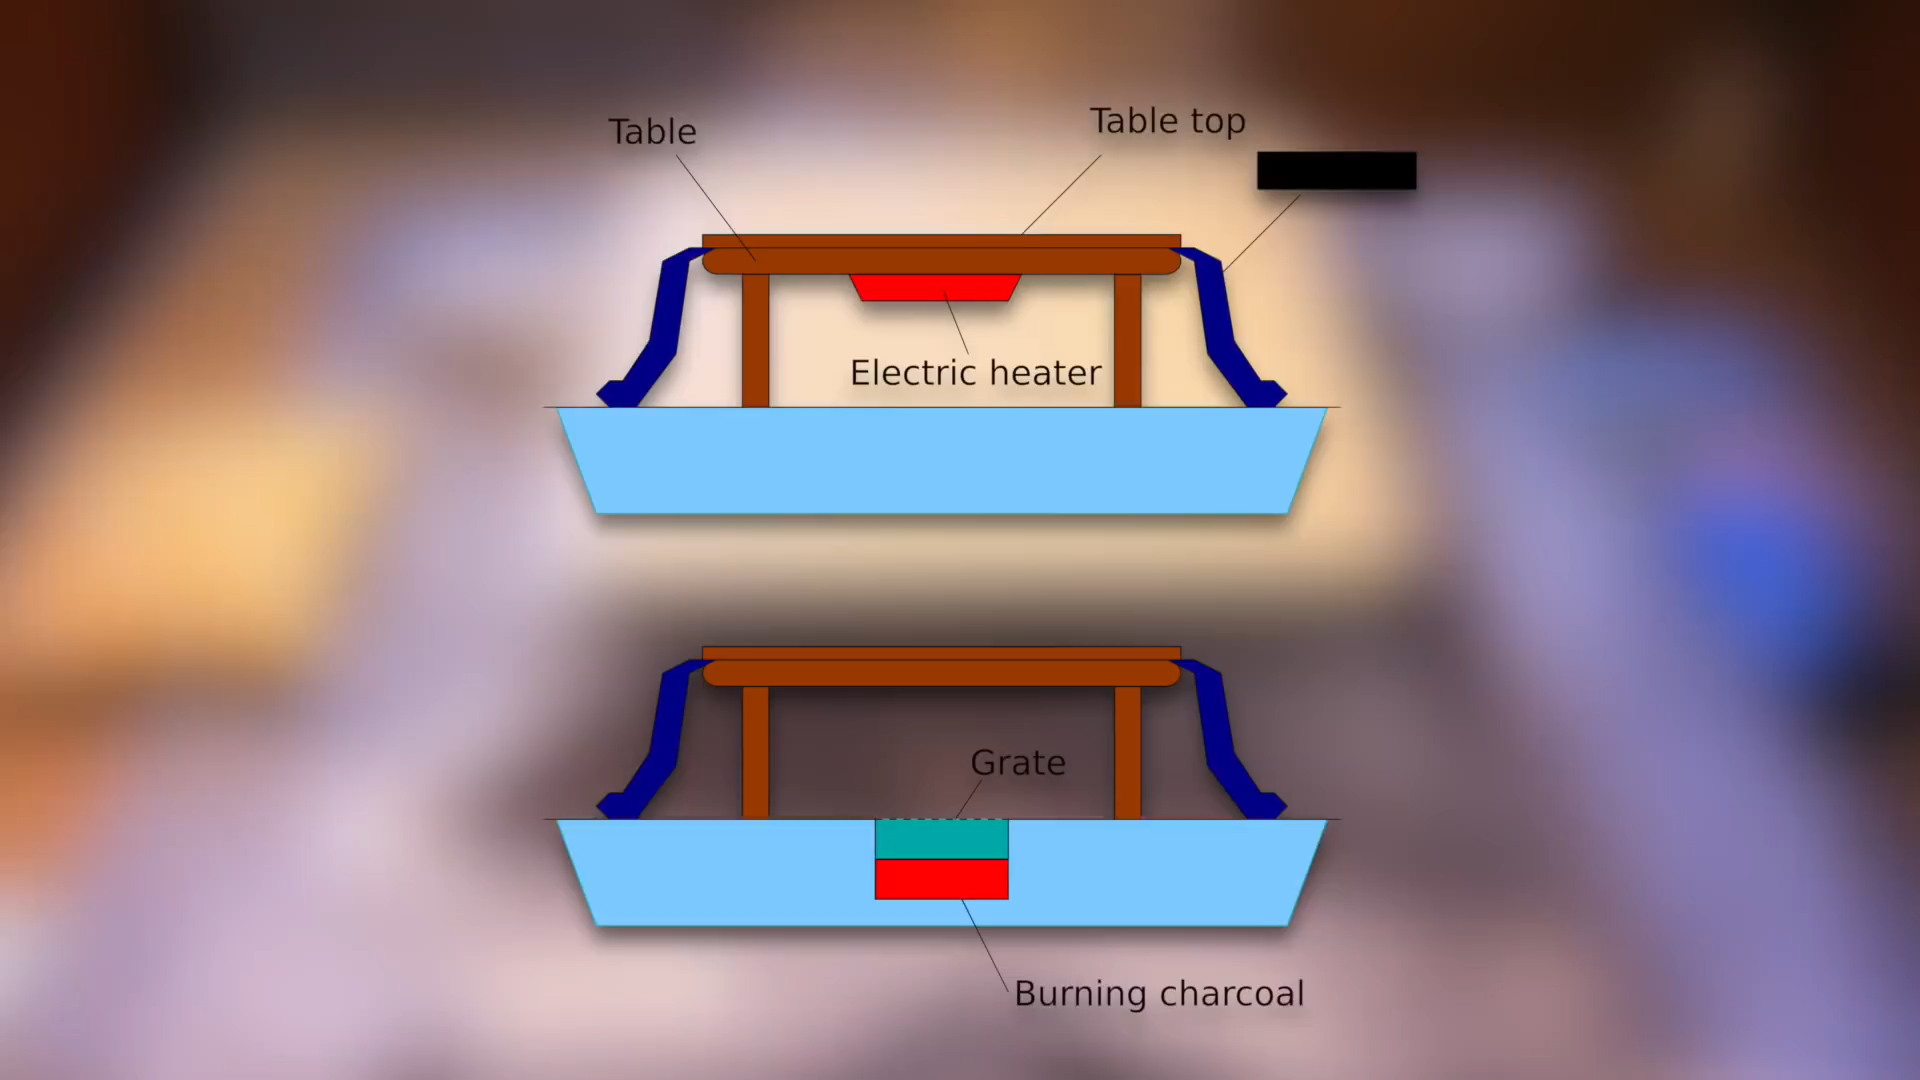 Table
Table top
Electric heater
Grate
Burning charcoal